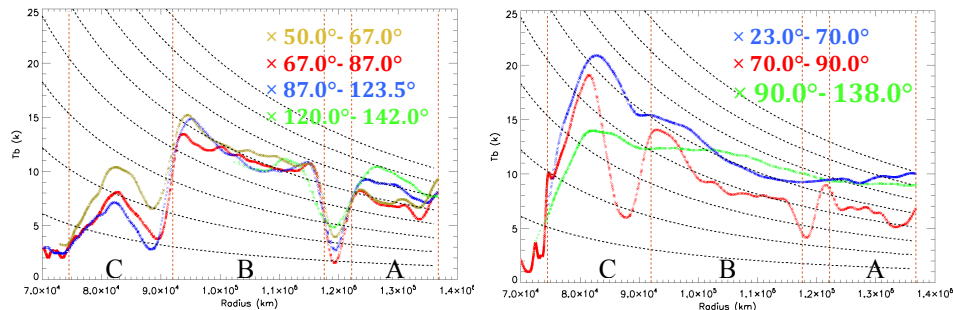 25
20
15
10
5
0
Tb (k)
× 50.0°- 67.0°
× 67.0°- 87.0°
× 87.0°- 123.5°
× 120.0°- 142.0°
C
B
A
7.0×10⁴ 8.0×10⁴ 9.0×10⁴ 1.0×10⁵ 1.1×10⁵ 1.2×10⁵ 1.3×10⁵ 1.4×10⁵
Radius (km)
25
20
15
10
5
0
Tb (k)
× 23.0°- 70.0°
× 70.0°- 90.0°
× 90.0°- 138.0°
C
B
A
7.0×10⁴ 8.0×10⁴ 9.0×10⁴ 1.0×10⁵ 1.1×10⁵ 1.2×10⁵ 1.3×10⁵ 1.4×10⁵
Radius (km)